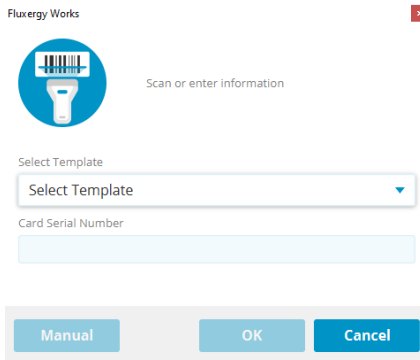 Fluxergy Works
Scan or enter information
Select Template
Select Template
Card Serial Number
Manual
OK
Cancel